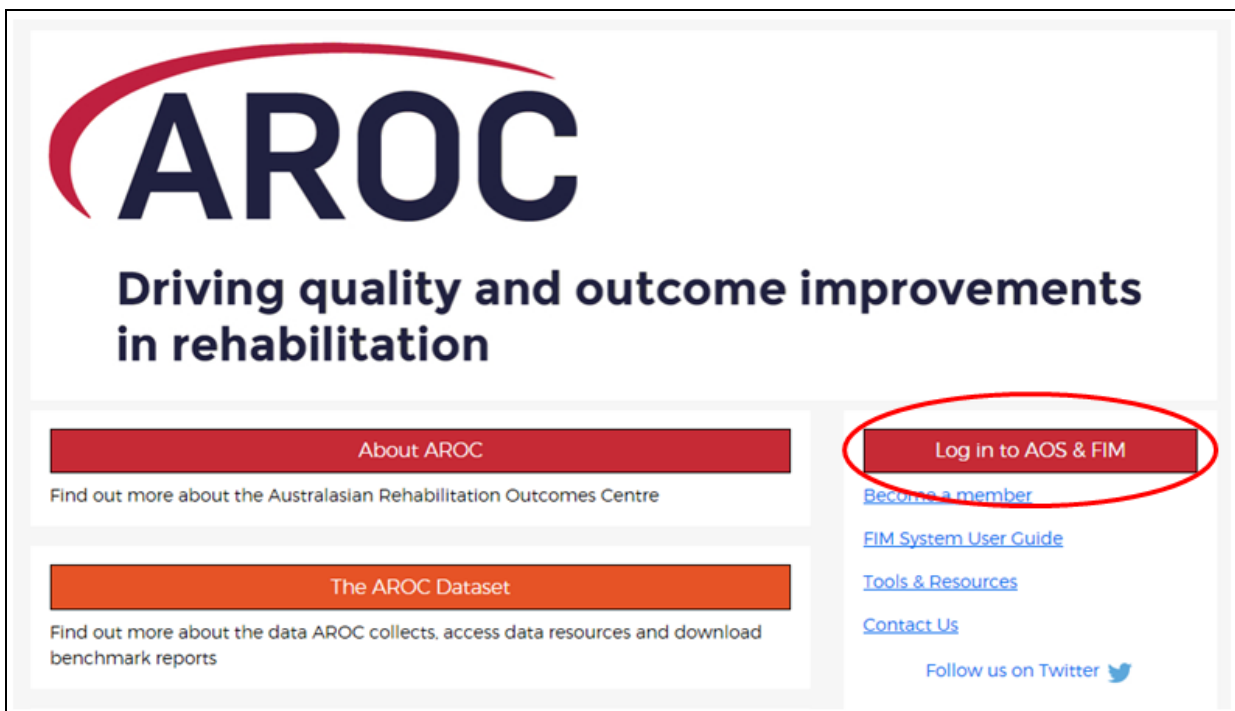 AROC
Driving quality and outcome improvements
in rehabilitation
About AROC
Find out more about the Australasian Rehabilitation Outcomes Centre
The AROC Dataset
Find out more about the data AROC collects, access data resources and download
benchmark reports
Log in to AOS & FIM
Become a member
FIM System User Guide
Tools & Resources
Contact Us
Follow us on Twitter